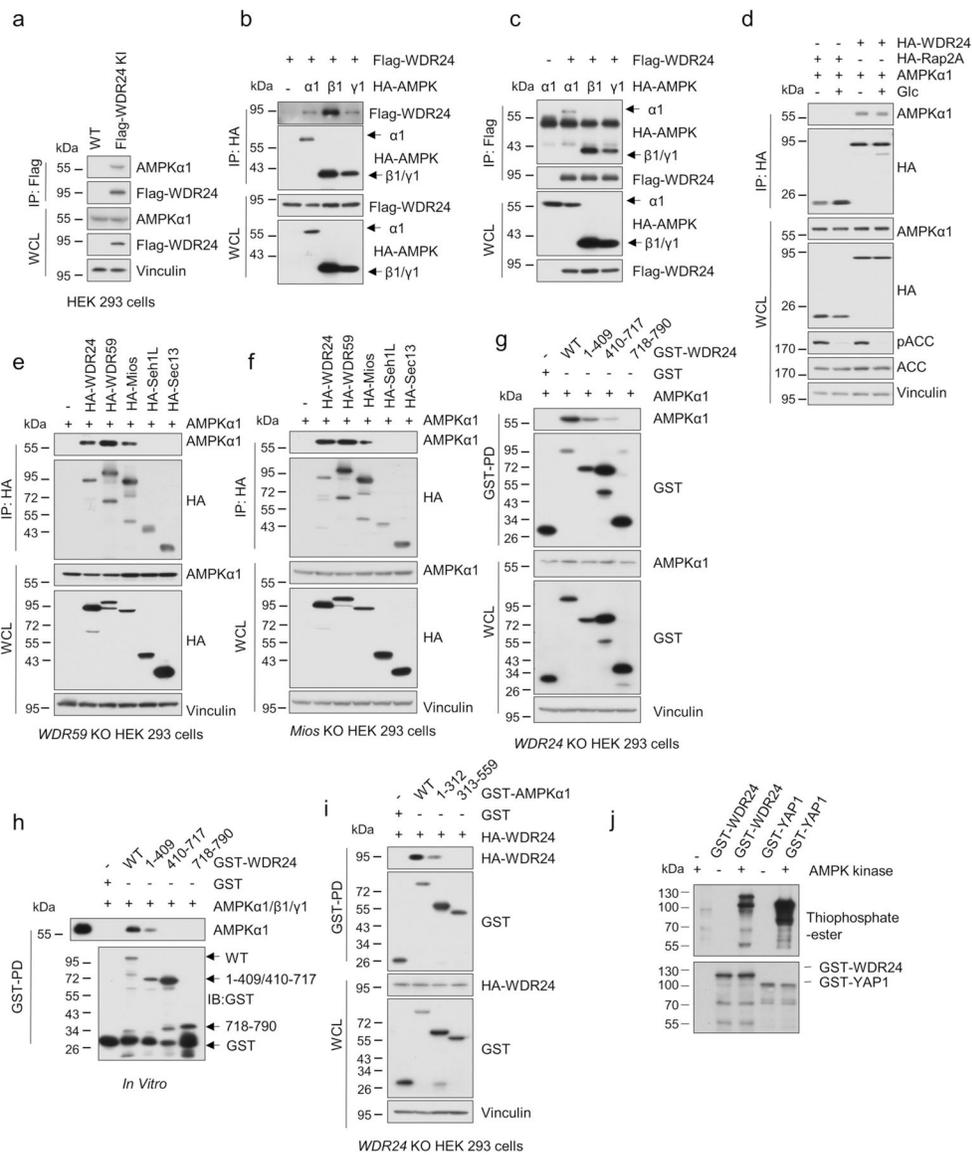 a
WT
Flag-WDR24 KI
kDa
IP: Flag
55 AMPKα1
95 Flag-WDR24
WCL
55 AMPKα1
95 Flag-WDR24
95 Vinculin
HEK 293 cells
b
+ + + + Flag-WDR24
kDa - α1 β1 γ1 HA-AMPK
IP: HA
95 Flag-WDR24
α1
55
HA-AMPK
43
β1/γ1
WCL
95 Flag-WDR24
55 α1
HA-AMPK
43
β1/γ1
c
- + + + Flag-WDR24
kDa α1 α1 β1 γ1 HA-AMPK
IP: Flag
α1
55
HA-AMPK
43
β1/γ1
95 Flag-WDR24
WCL
55 α1
HA-AMPK
43
β1/γ1
95 Flag-WDR24
d
- - + + HA-WDR24
+ + - - HA-Rap2A
+ + + + AMPKα1
kDa - + - + Glc
IP: HA
55 AMPKα1
95
HA
26
WCL
55 AMPKα1
95
HA
26
170 pACC
170 ACC
95 Vinculin
e
-
HA-WDR24
HA-WDR59
HA-Mios
HA-Seh1L
HA-Sec13
kDa + + + + + + AMPKα1
IP: HA
55 AMPKα1
95
72
HA
55
43
WCL
55 AMPKα1
95
72
HA
55
43
95 Vinculin
WDR59 KO HEK 293 cells
f
-
HA-WDR24
HA-WDR59
HA-Mios
HA-Seh1L
HA-Sec13
kDa + + + + + + AMPKα1
IP: HA
55 AMPKα1
95
72
HA
55
43
WCL
55 AMPKα1
95
72
HA
55
43
95 Vinculin
Mios KO HEK 293 cells
g
- WT 1-409 410-717 718-790 GST-WDR24
+ - - - - GST
kDa + + + + + AMPKα1
GST-PD
55 AMPKα1
95
72
55
GST
43
34
26
WCL
55 AMPKα1
95
72
55
GST
43
34
26
95 Vinculin
WDR24 KO HEK 293 cells
h
- WT 1-409 410-717 718-790 GST-WDR24
+ - - - - GST
kDa + + + + + AMPKα1/β1/γ1
GST-PD
55 AMPKα1
95 WT
72 1-409/410-717
55
IB:GST
43
34 718-790
26 GST
In Vitro
i
- WT 1-312 313-559 GST-AMPKα1
+ - - - GST
kDa + + + + HA-WDR24
GST-PD
95 HA-WDR24
72
55
GST
43
34
26
WCL
95 HA-WDR24
72
55
GST
43
34
26
95 Vinculin
WDR24 KO HEK 293 cells
j
-
GST-WDR24
GST-WDR24
GST-YAP1
GST-YAP1
kDa + - + - + AMPK kinase
130
100
Thiophosphate
-ester
70
55
130 GST-WDR24
100 GST-YAP1
70
55